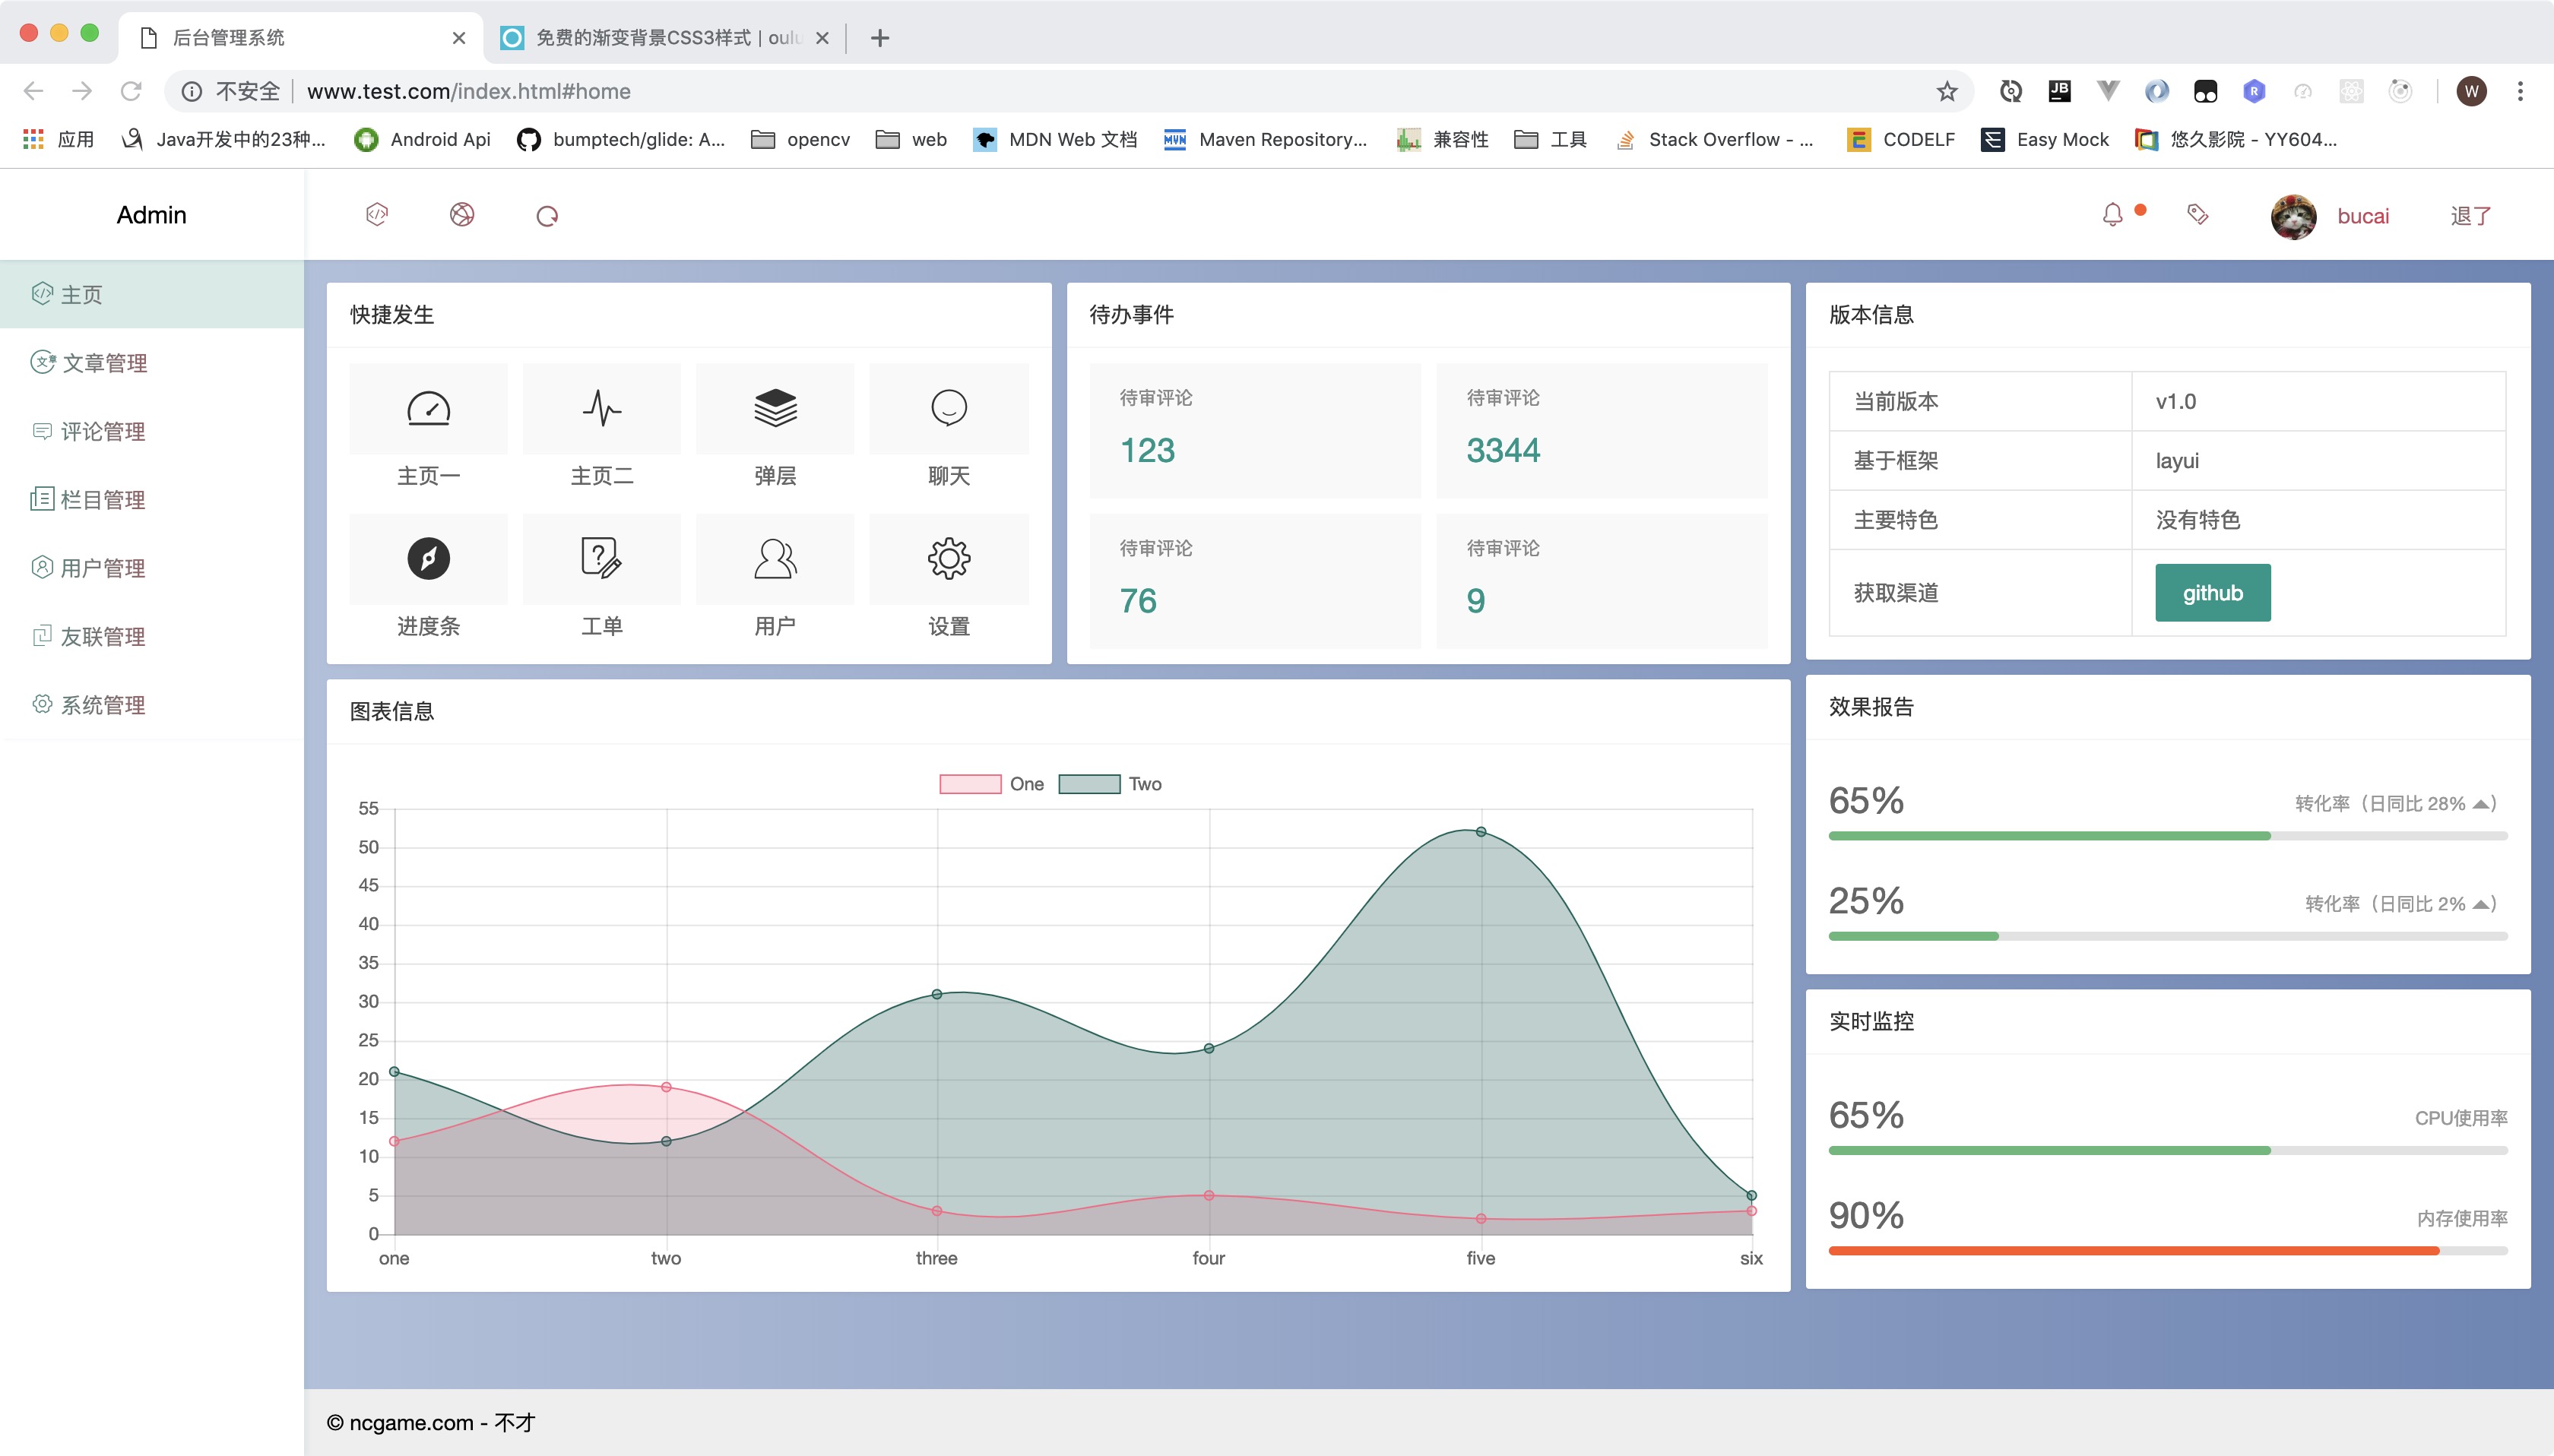 后台管理系统
免费的渐变背景CSS3样式 | oulu
不安全 www.test.com/index.html#home
JB
R
W
应用 Java开发中的23种... Android Api bumptech/glide: A... opencv web MDN Web 文档 MVN Maven Repository... 兼容性 工具 Stack Overflow - ... CODELF Easy Mock 悠久影院 - YY604...
Admin
bucai 退了
主页
文章管理
评论管理
栏目管理
用户管理
友联管理
系统管理
快捷发生
主页一 主页二 弹层 聊天
进度条 工单 用户 设置
待办事件
待审评论 待审评论
123 3344
待审评论 待审评论
76 9
版本信息
当前版本 v1.0
基于框架 layui
主要特色 没有特色
获取渠道 github
图表信息
One Two
55
50
45
40
35
30
25
20
15
10
5
0
one two three four five six
效果报告
65% 转化率（日同比 28% ▲）
25% 转化率（日同比 2% ▲）
实时监控
65% CPU使用率
90% 内存使用率
© ncgame.com - 不才